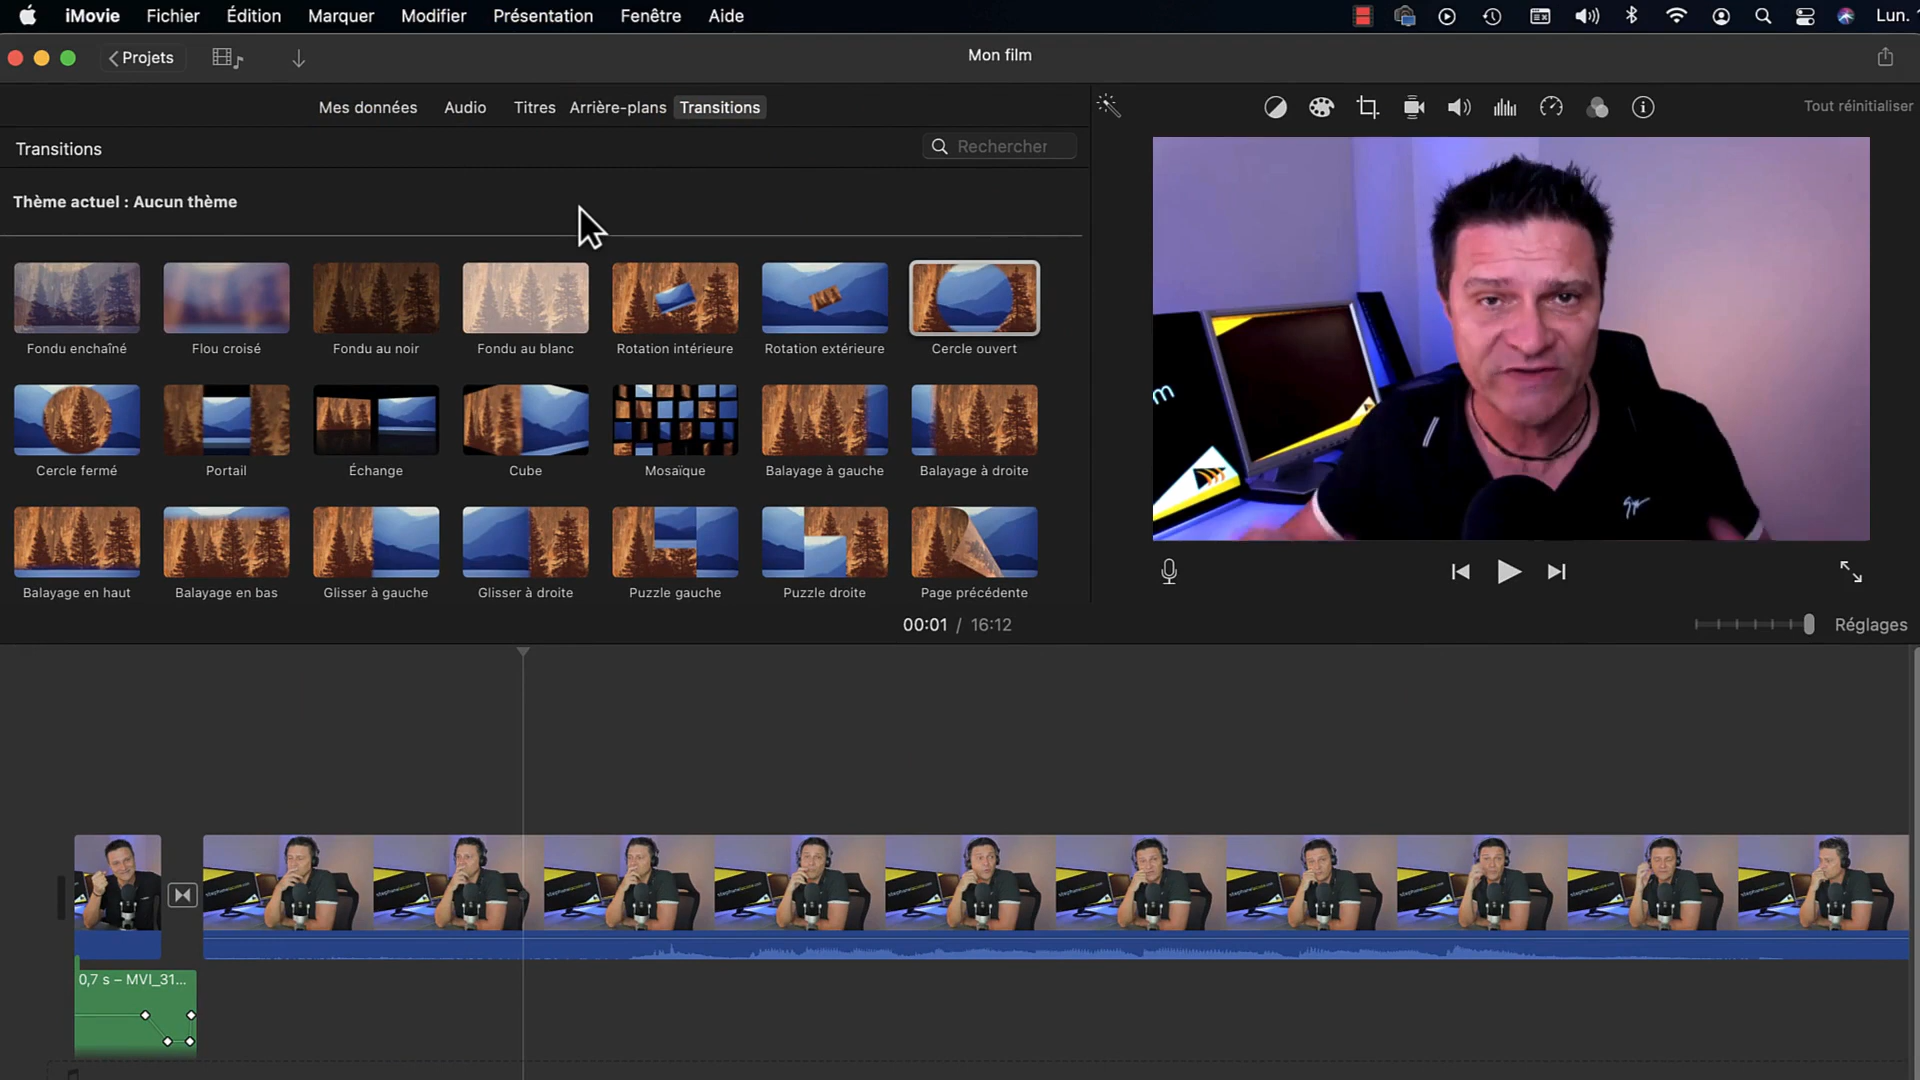 iMovie Fichier Édition Marquer Modifier Présentation Fenêtre Aide Lun.
Projets
Mon film
Mes données Audio Titres Arrière-plans Transitions
Tout réinitialiser
Transitions
Rechercher
Thème actuel : Aucun thème
Fondu enchaîné Flou croisé Fondu au noir Fondu au blanc Rotation intérieure Rotation extérieure Cercle ouvert
Cercle fermé Portail Échange Cube Mosaïque Balayage à gauche Balayage à droite
Balayage en haut Balayage en bas Glisser à gauche Glisser à droite Puzzle gauche Puzzle droite Page précédente
00:01 / 16:12
Réglages
0,7 s – MVI_31...